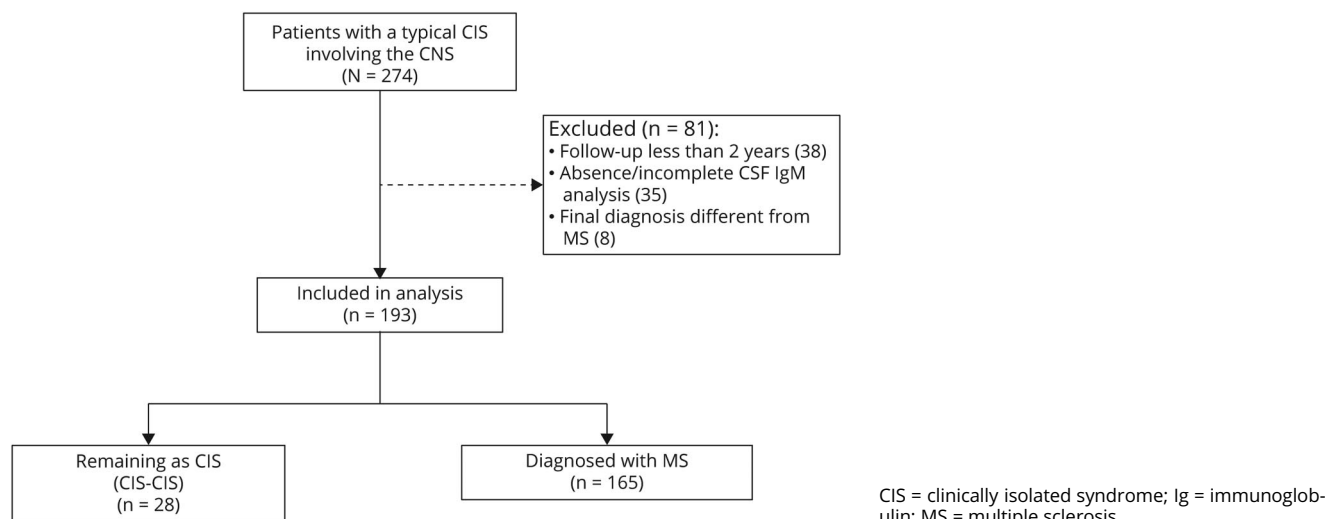 Patients with a typical CIS
involving the CNS
(N = 274)
Excluded (n = 81):
• Follow-up less than 2 years (38)
• Absence/incomplete CSF IgM
analysis (35)
• Final diagnosis different from
MS (8)
Included in analysis
(n = 193)
Remaining as CIS
(CIS-CIS)
(n = 28)
Diagnosed with MS
(n = 165)
CIS = clinically isolated syndrome; Ig = immunoglob-
ulin; MS = multiple sclerosis